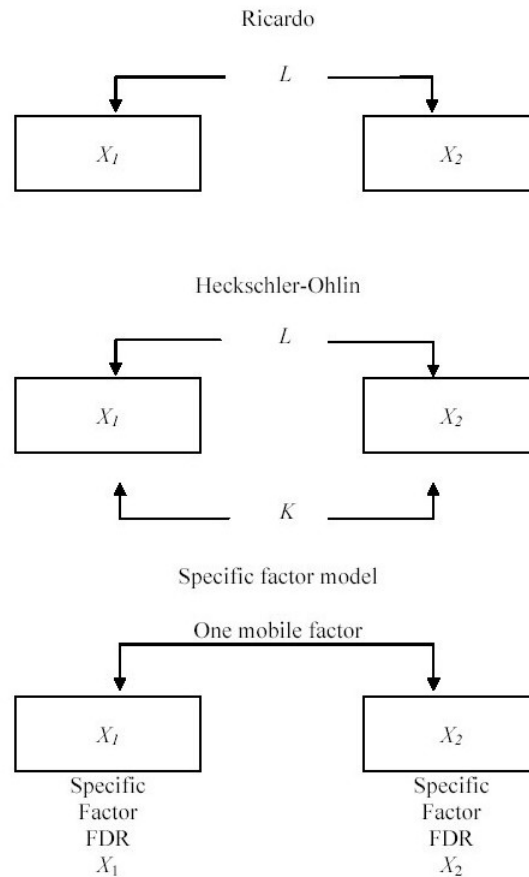 Ricardo
L
X1 X2
Heckschler-Ohlin
L
X1 X2
K
Specific factor model
One mobile factor
X1 X2
Specific Specific
Factor Factor
FDR FDR
X1 X2